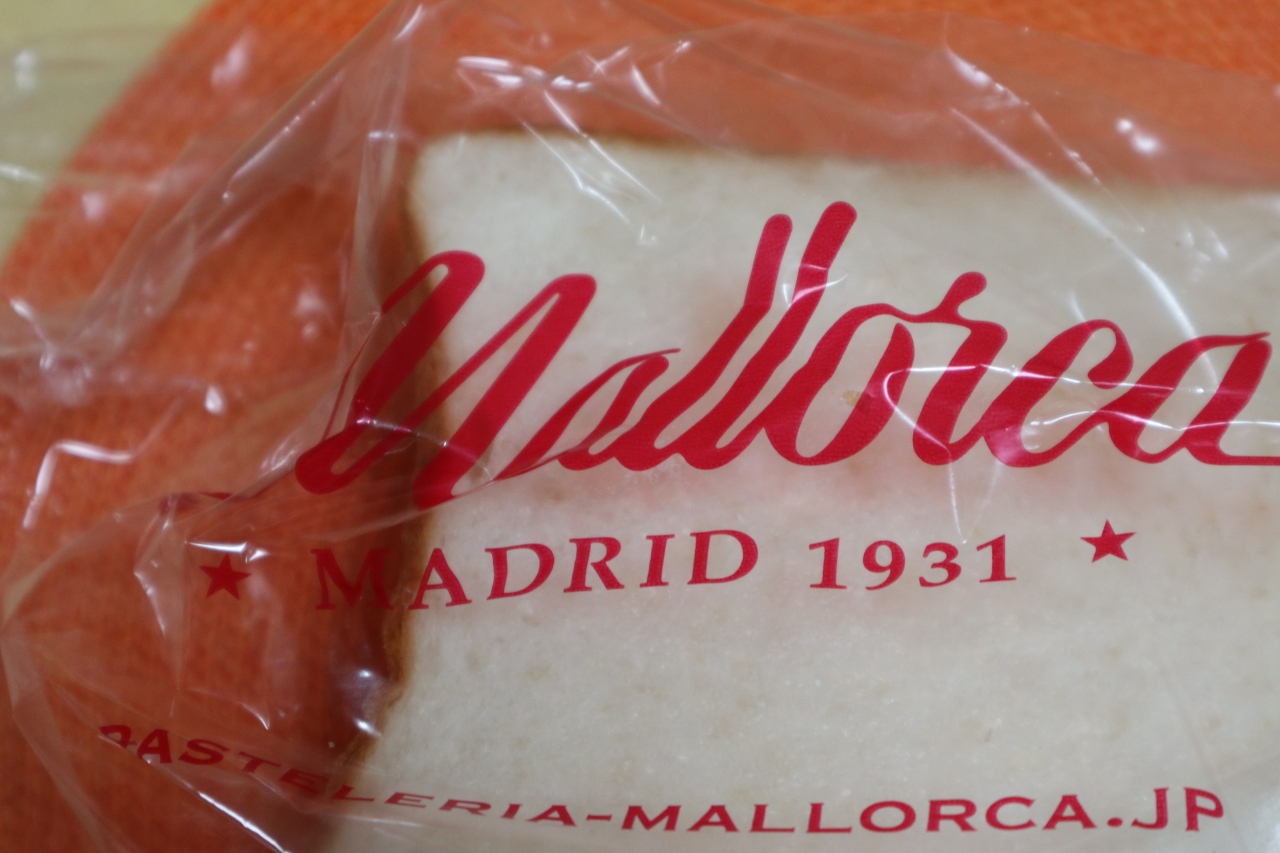 Mallorca
★ MADRID 1931 ★
PASTELERIA-MALLORCA.JP